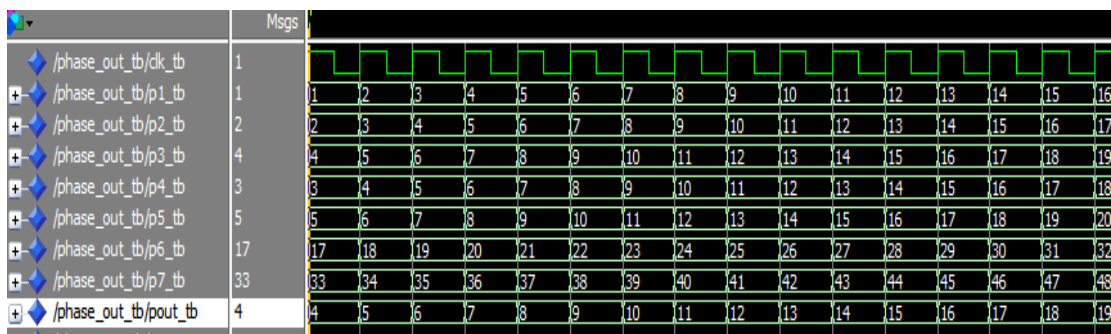 Msgs
/phase_out_tb/clk_tb 1
/phase_out_tb/p1_tb 1 1 2 3 4 5 6 7 8 9 10 11 12 13 14 15 16
/phase_out_tb/p2_tb 2 2 3 4 5 6 7 8 9 10 11 12 13 14 15 16 17
/phase_out_tb/p3_tb 4 4 5 6 7 8 9 10 11 12 13 14 15 16 17 18 19
/phase_out_tb/p4_tb 3 3 4 5 6 7 8 9 10 11 12 13 14 15 16 17 18
/phase_out_tb/p5_tb 5 5 6 7 8 9 10 11 12 13 14 15 16 17 18 19 20
/phase_out_tb/p6_tb 17 17 18 19 20 21 22 23 24 25 26 27 28 29 30 31 32
/phase_out_tb/p7_tb 33 33 34 35 36 37 38 39 40 41 42 43 44 45 46 47 48
/phase_out_tb/pout_tb 4 4 5 6 7 8 9 10 11 12 13 14 15 16 17 18 19